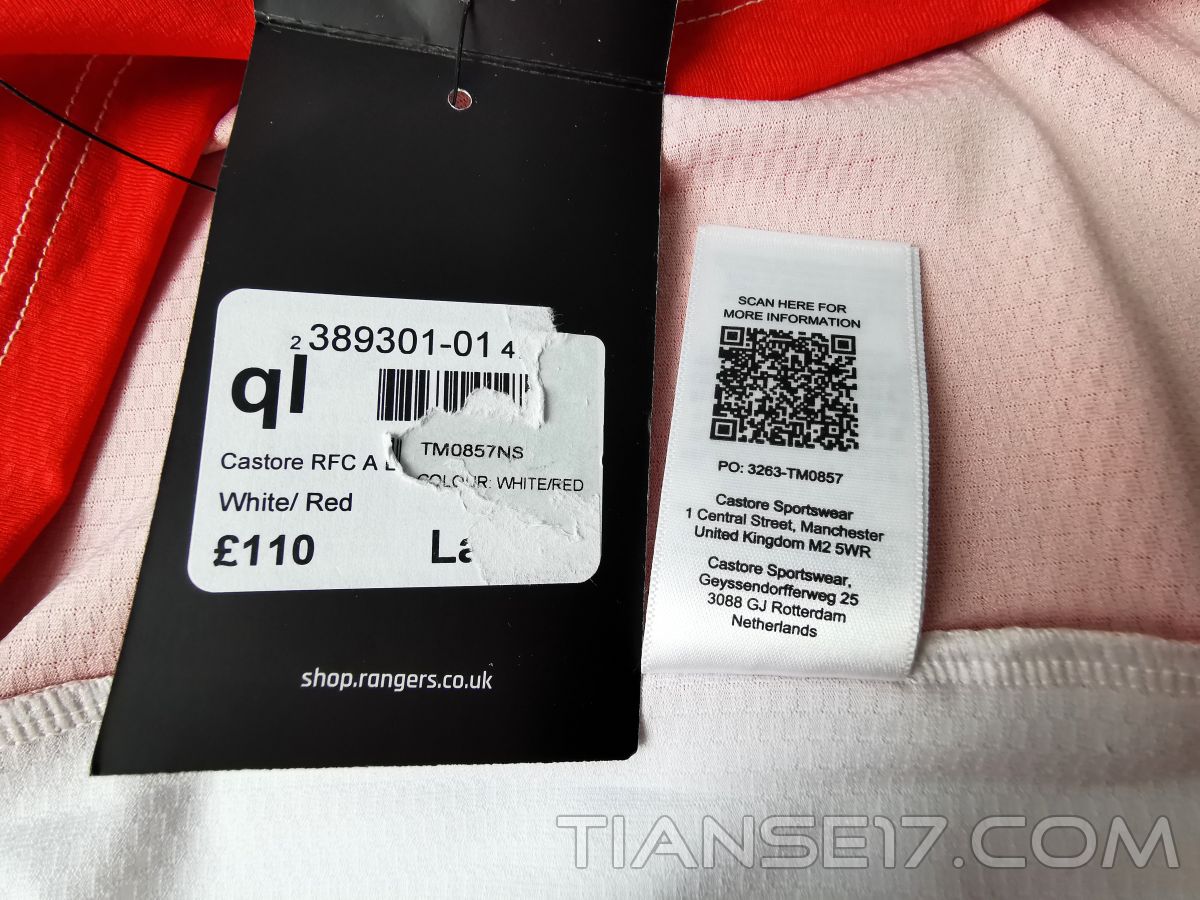 2 389301-01 4
ql
TM0857NS
Castore RFC A
COLOUR: WHITE/RED
White/ Red
£110
shop.rangers.co.uk
SCAN HERE FOR
MORE INFORMATION
PO: 3263-TM0857
Castore Sportswear
1 Central Street, Manchester
United Kingdom M2 5WR
Castore Sportswear,
Geyssendorfferweg 25
3088 GJ Rotterdam
Netherlands
TIANSE17.COM